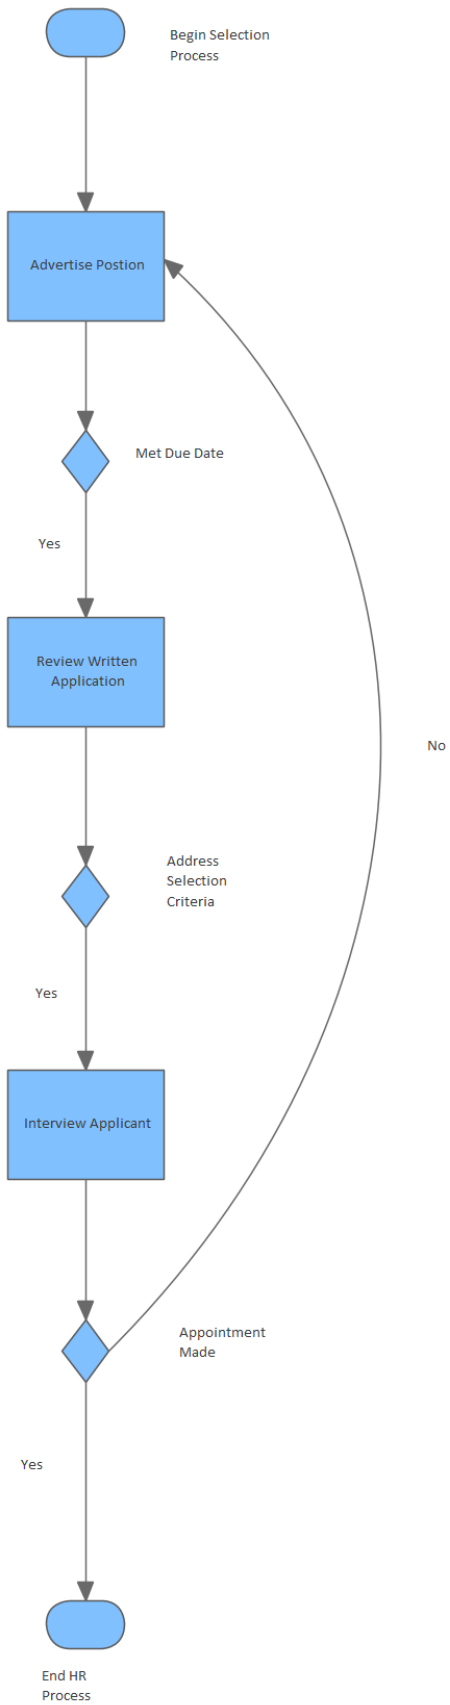 Begin Selection
Process
Advertise Postion
Met Due Date
Yes
Review Written
Application
No
Address
Selection
Criteria
Yes
Interview Applicant
Appointment
Made
Yes
End HR
Process